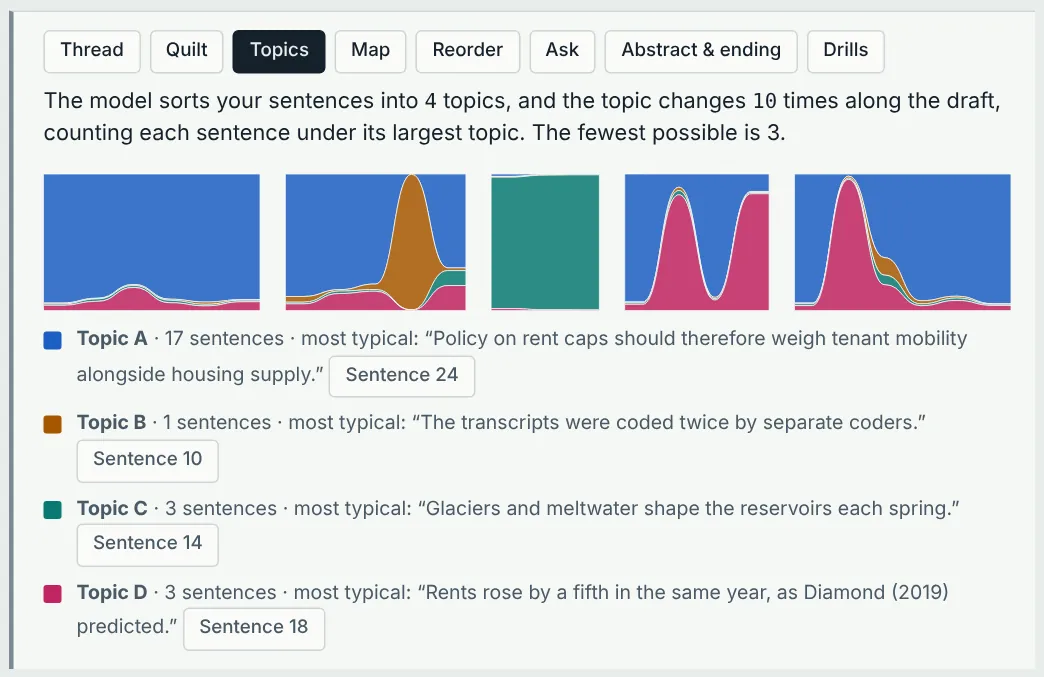 Thread Quilt Topics Map Reorder Ask Abstract & ending Drills
The model sorts your sentences into 4 topics, and the topic changes 10 times along the draft,
counting each sentence under its largest topic. The fewest possible is 3.
Topic A · 17 sentences · most typical: “Policy on rent caps should therefore weigh tenant mobility
alongside housing supply.” Sentence 24
Topic B · 1 sentences · most typical: “The transcripts were coded twice by separate coders.”
Sentence 10
Topic C · 3 sentences · most typical: “Glaciers and meltwater shape the reservoirs each spring.”
Sentence 14
Topic D · 3 sentences · most typical: “Rents rose by a fifth in the same year, as Diamond (2019)
predicted.” Sentence 18